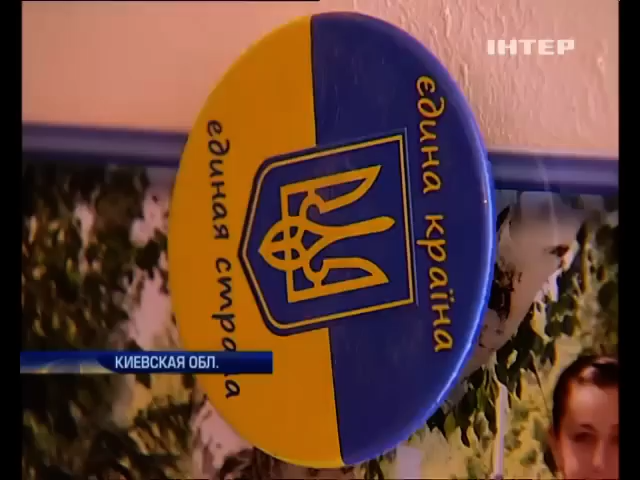 ІНТЕР
єдина країна
единая страна
КИЕВСКАЯ ОБЛ.